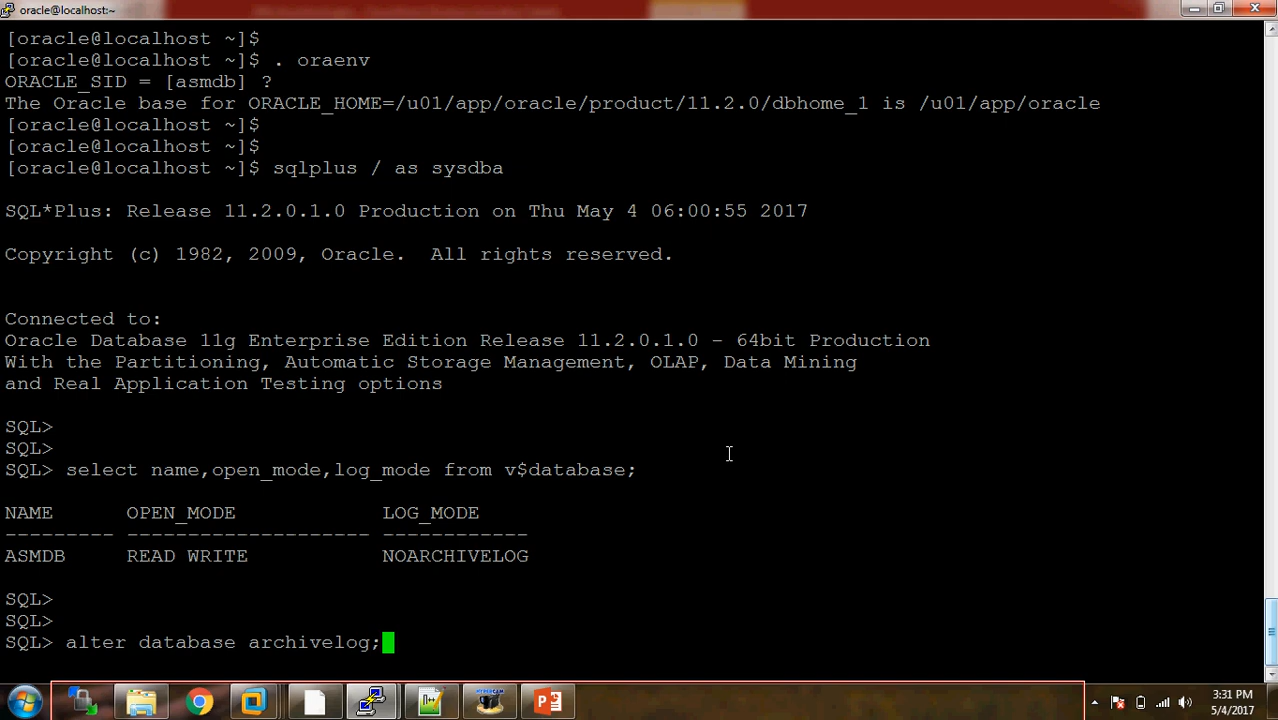 oracle@localhost:~
[oracle@localhost ~]$
[oracle@localhost ~]$ . oraenv
ORACLE_SID = [asmdb] ?
The Oracle base for ORACLE_HOME=/u01/app/oracle/product/11.2.0/dbhome_1 is /u01/app/oracle
[oracle@localhost ~]$
[oracle@localhost ~]$
[oracle@localhost ~]$ sqlplus / as sysdba
SQL*Plus: Release 11.2.0.1.0 Production on Thu May 4 06:00:55 2017
Copyright (c) 1982, 2009, Oracle.  All rights reserved.
Connected to:
Oracle Database 11g Enterprise Edition Release 11.2.0.1.0 - 64bit Production
With the Partitioning, Automatic Storage Management, OLAP, Data Mining
and Real Application Testing options
SQL>
SQL>
SQL> select name,open_mode,log_mode from v$database;
NAME      OPEN_MODE            LOG_MODE
--------- -------------------- ------------
ASMDB     READ WRITE           NOARCHIVELOG
SQL>
SQL>
SQL> alter database archivelog;
3:31 PM
5/4/2017